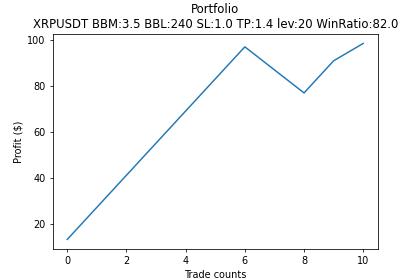 Portfolio
XRPUSDT BBM:3.5 BBL:240 SL:1.0 TP:1.4 lev:20 WinRatio:82.0
100
80
60
40
20
Profit ($)
0 2 4 6 8 10
Trade counts